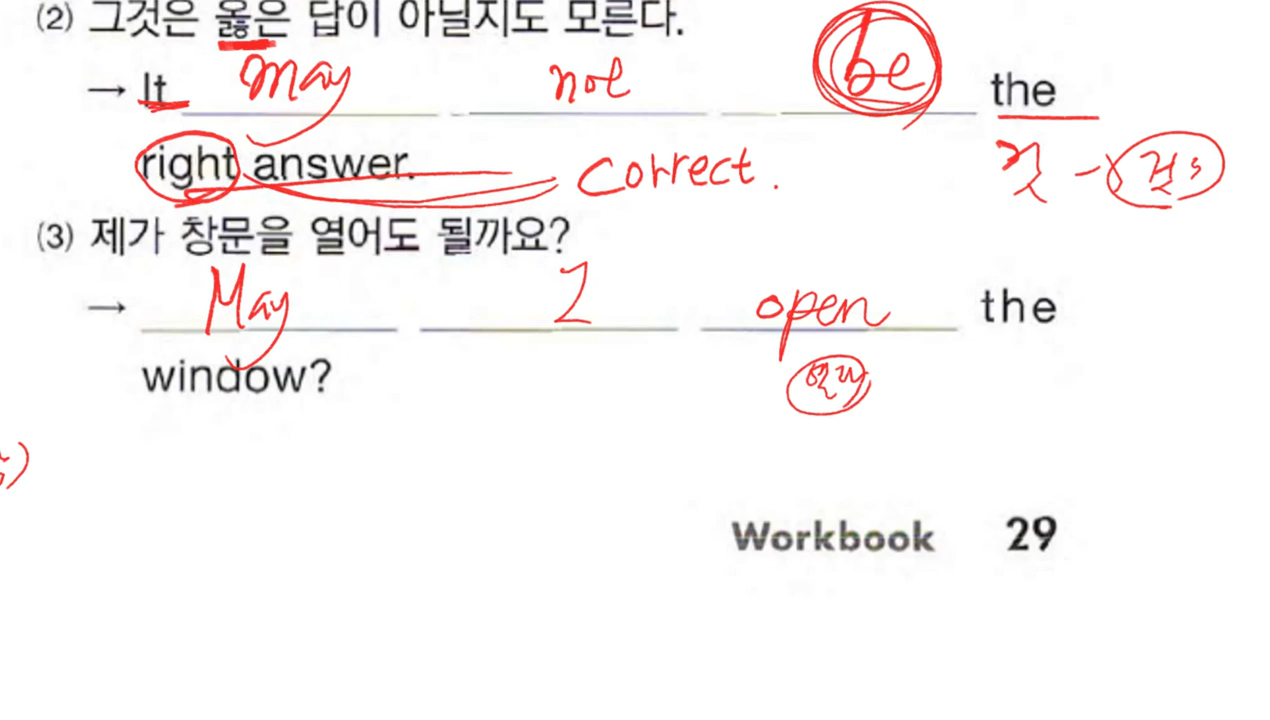 (2) 그것은 옳은 답이 아닐지도 모른다.
→ It may not be the
right answer. correct.
(3) 제가 창문을 열어도 될까요?
→ May I open the
window?
열다
Workbook 29